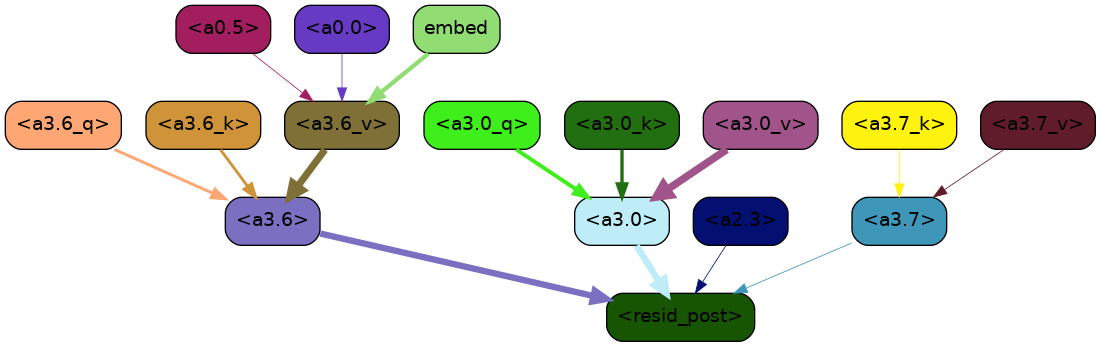 <a0.5>
<a0.0>
embed
<a3.6_q>
<a3.6_k>
<a3.6_v>
<a3.0_q>
<a3.0_k>
<a3.0_v>
<a3.7_k>
<a3.7_v>
<a3.6>
<a3.0>
<a2.3>
<a3.7>
<resid_post>